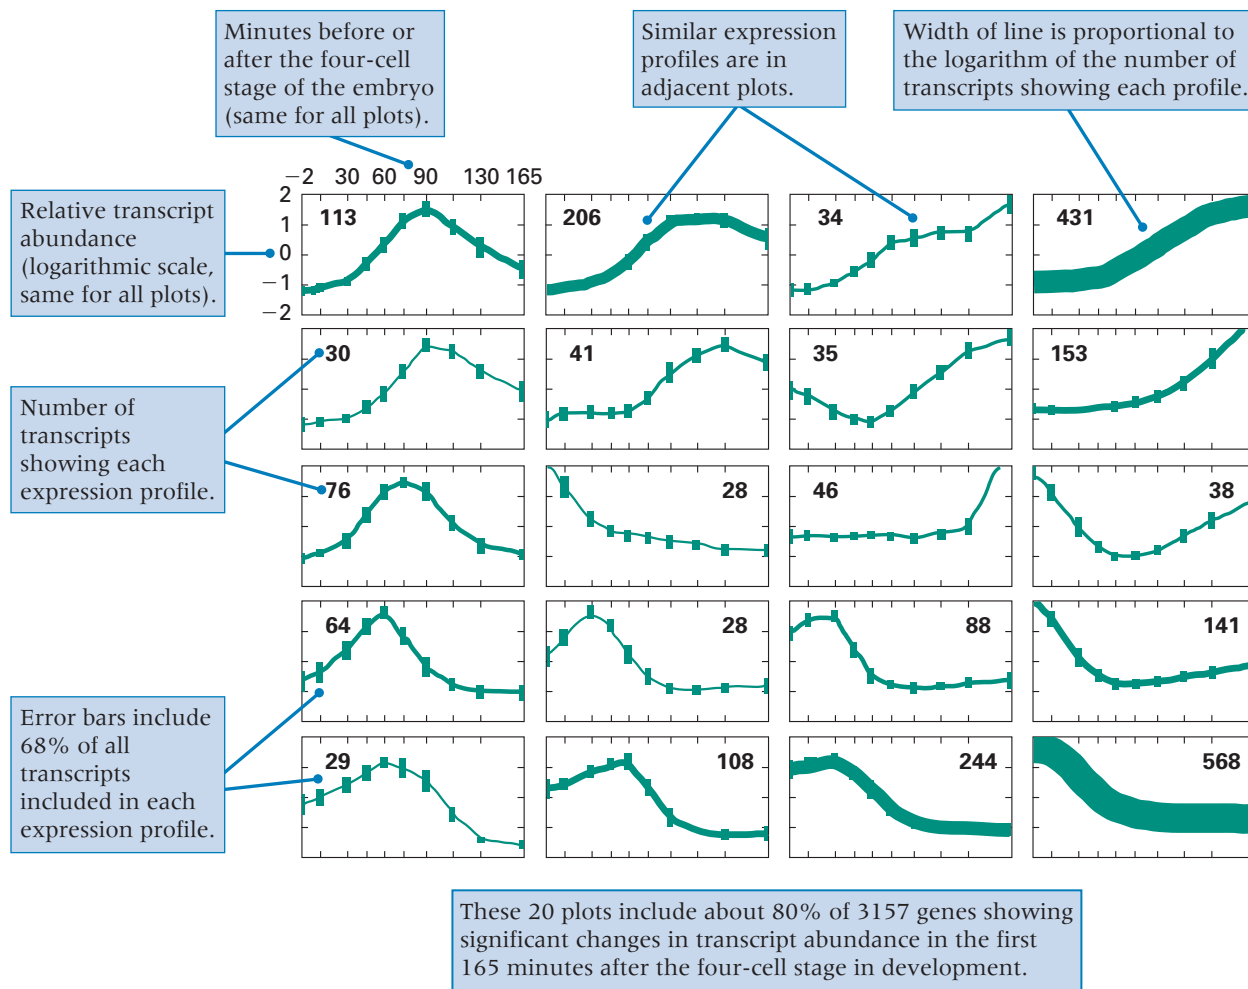 Minutes before or
after the four-cell
stage of the embryo
(same for all plots).
Similar expression
profiles are in
adjacent plots.
Width of line is proportional to
the logarithm of the number of
transcripts showing each profile.
−2 30 60 90 130 165
Relative transcript
abundance
(logarithmic scale,
same for all plots).
2
1
0
−1
−2
113 206 34 431
30 41 35 153
Number of
transcripts
showing each
expression profile.
76 28 46 38
64 28 88 141
Error bars include
68% of all
transcripts
included in each
expression profile.
29 108 244 568
These 20 plots include about 80% of 3157 genes showing
significant changes in transcript abundance in the first
165 minutes after the four-cell stage in development.